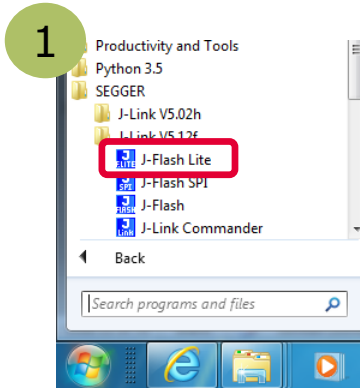 1
Productivity and Tools
Python 3.5
SEGGER
J-Link V5.02h
J-Link V5.12f
J-Flash Lite
J-Flash SPI
J-Flash
J-Link Commander
Back
Search programs and files